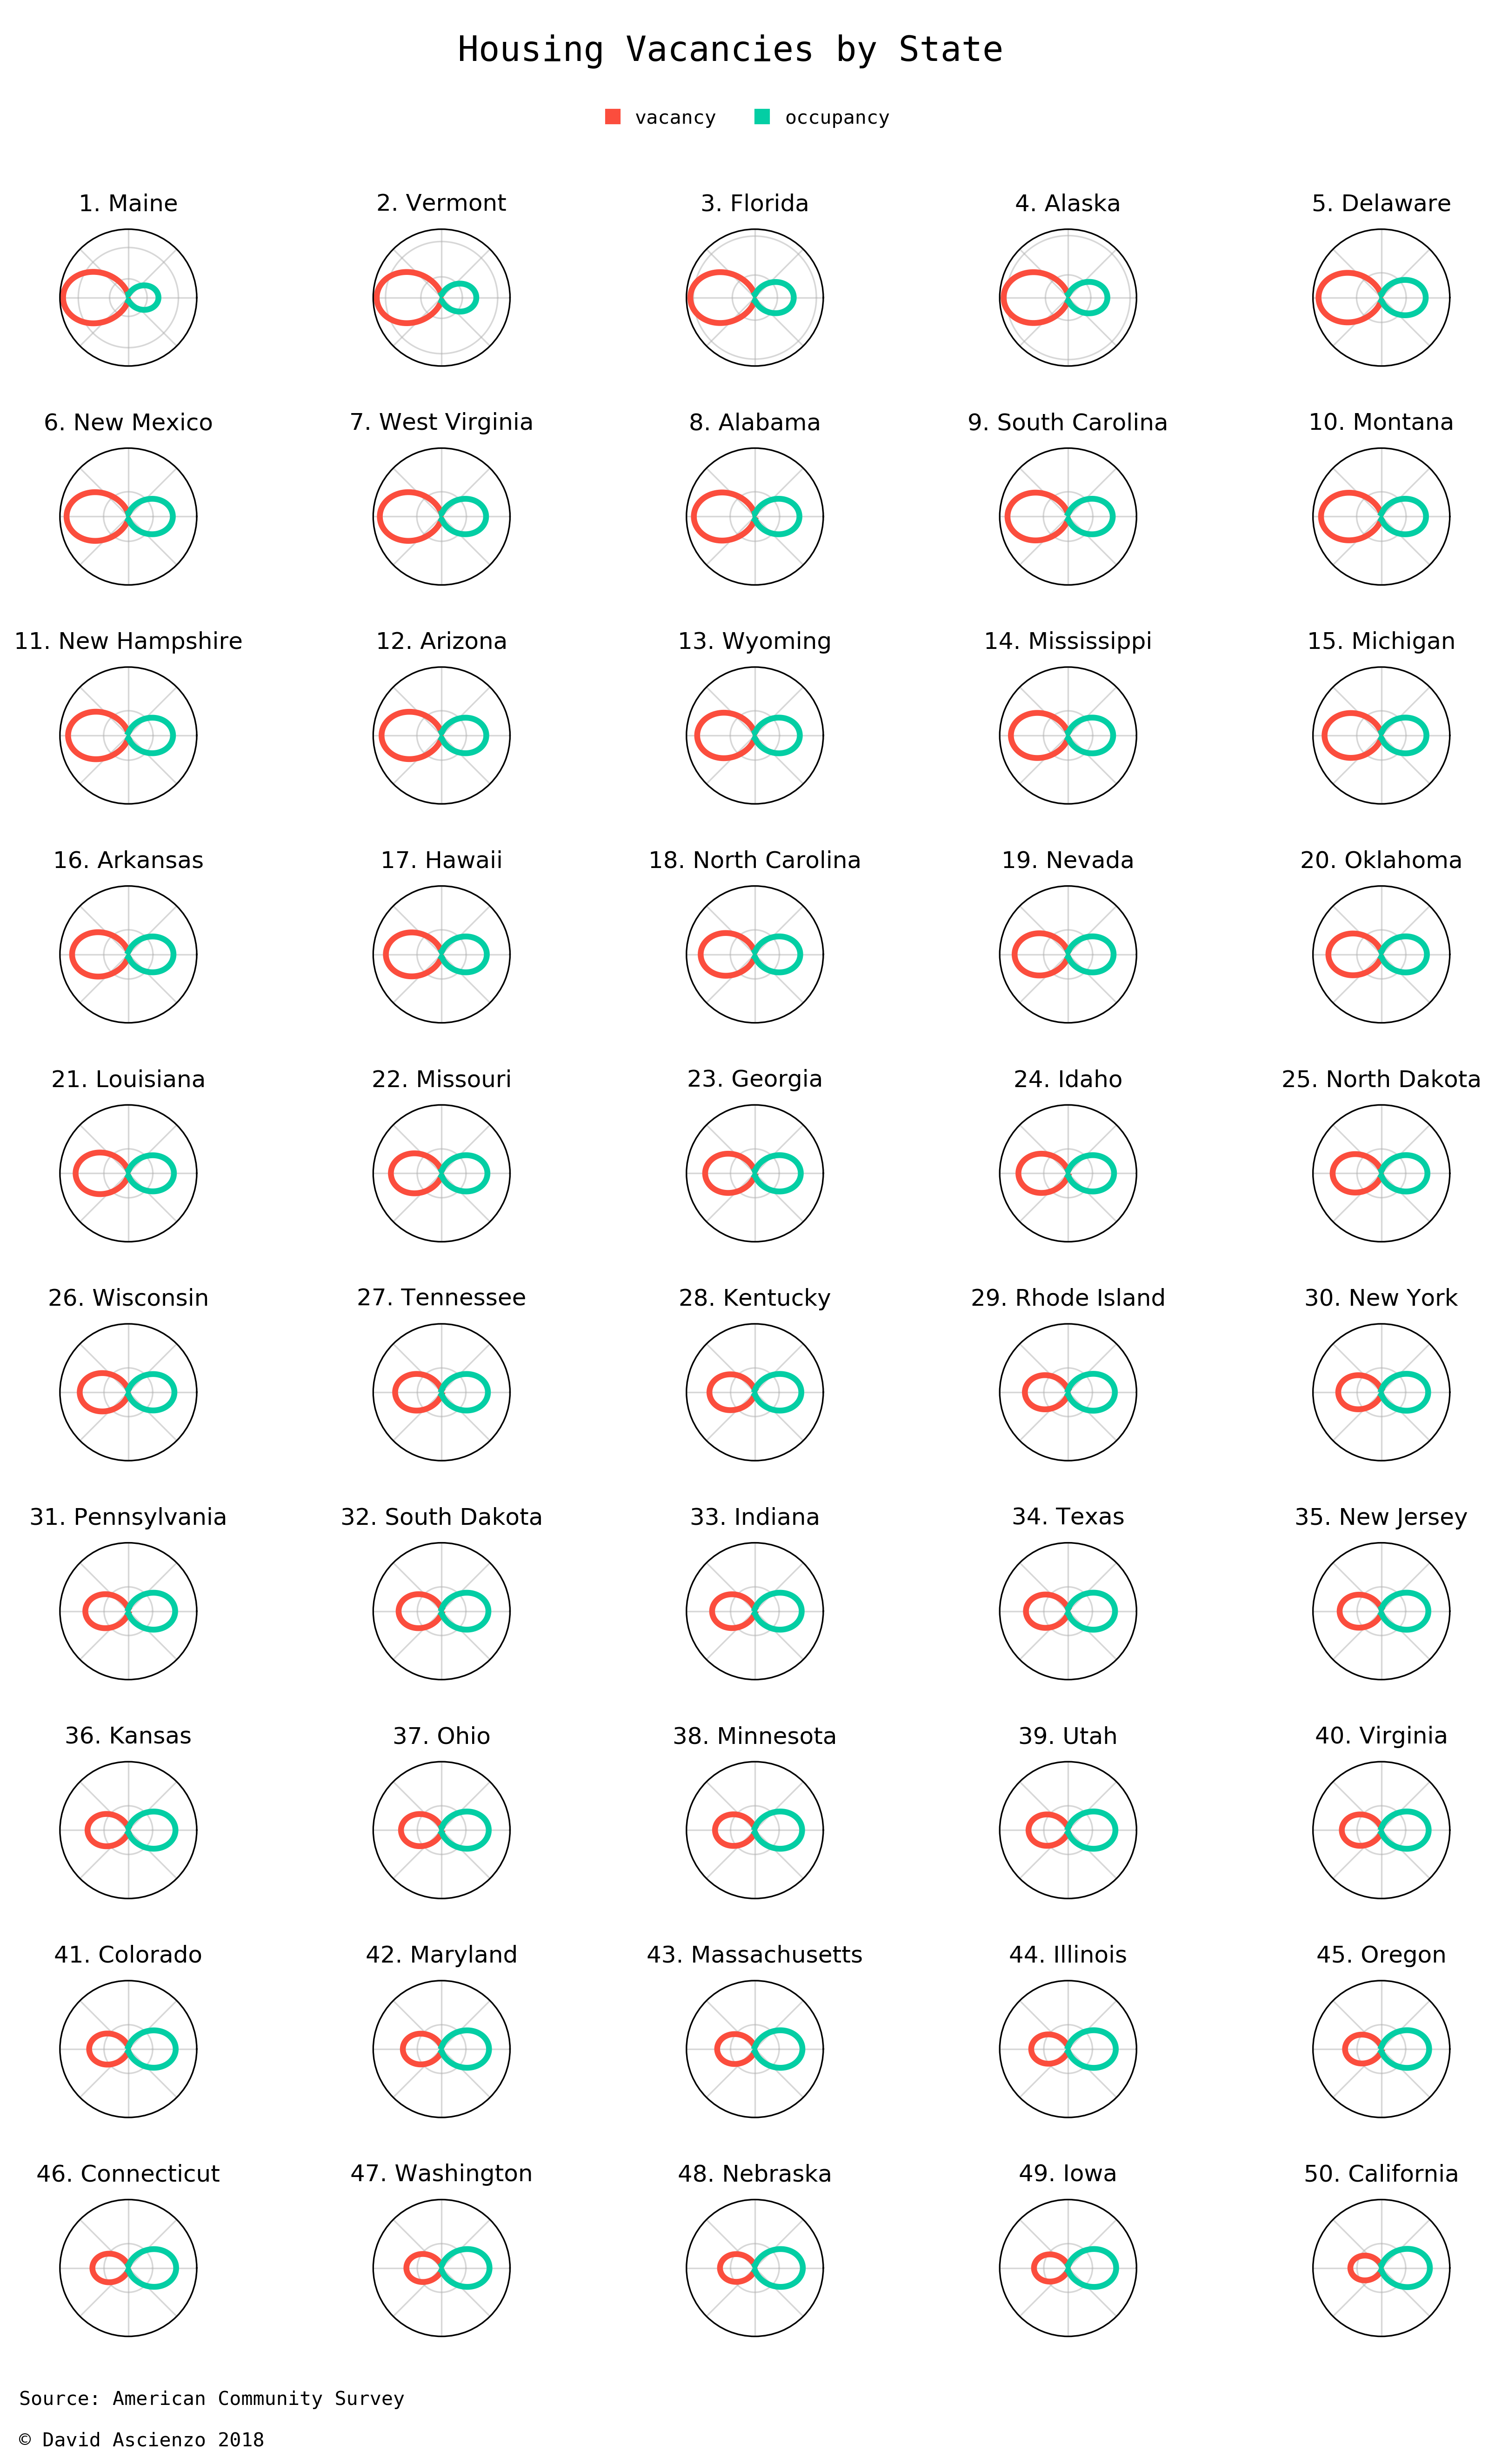 Housing Vacancies by State
vacancy occupancy
1. Maine 2. Vermont 3. Florida 4. Alaska 5. Delaware
6. New Mexico 7. West Virginia 8. Alabama 9. South Carolina 10. Montana
11. New Hampshire 12. Arizona 13. Wyoming 14. Mississippi 15. Michigan
16. Arkansas 17. Hawaii 18. North Carolina 19. Nevada 20. Oklahoma
21. Louisiana 22. Missouri 23. Georgia 24. Idaho 25. North Dakota
26. Wisconsin 27. Tennessee 28. Kentucky 29. Rhode Island 30. New York
31. Pennsylvania 32. South Dakota 33. Indiana 34. Texas 35. New Jersey
36. Kansas 37. Ohio 38. Minnesota 39. Utah 40. Virginia
41. Colorado 42. Maryland 43. Massachusetts 44. Illinois 45. Oregon
46. Connecticut 47. Washington 48. Nebraska 49. Iowa 50. California
Source: American Community Survey
© David Ascienzo 2018